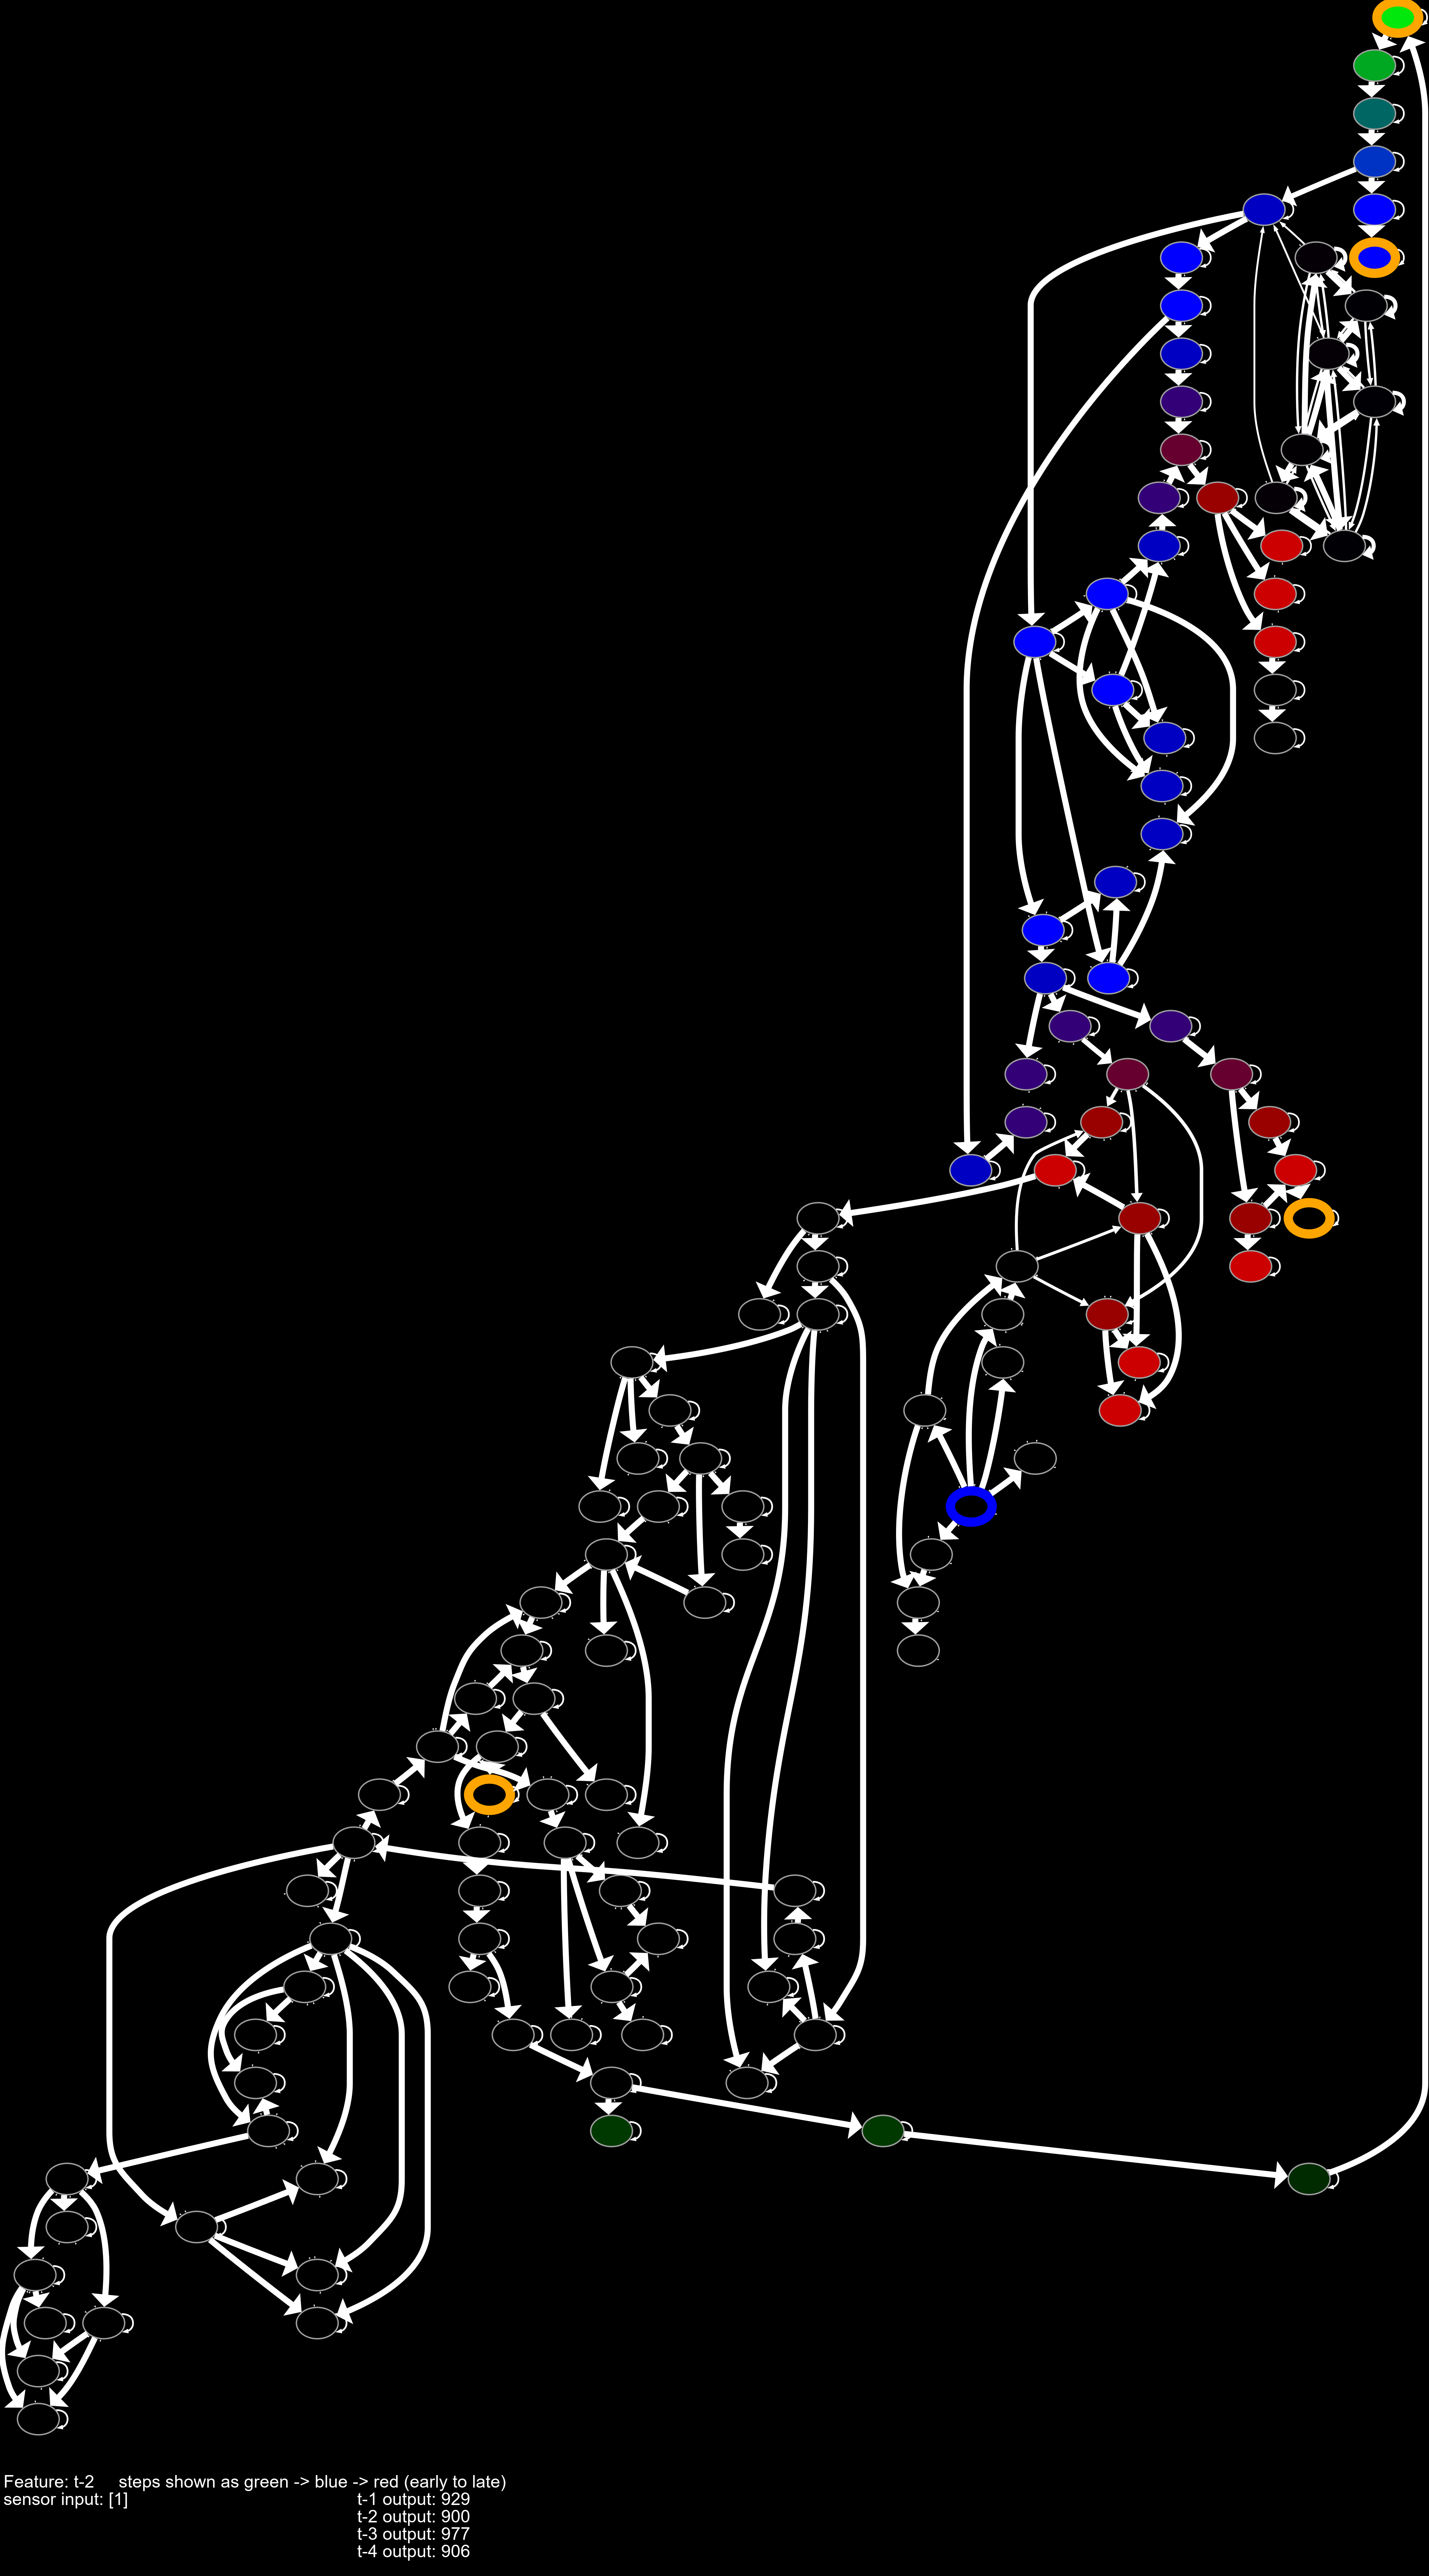 Feature: t-2     steps shown as green -> blue -> red (early to late)
sensor input: [1]
t-1 output: 929
t-2 output: 900
t-3 output: 977
t-4 output: 906